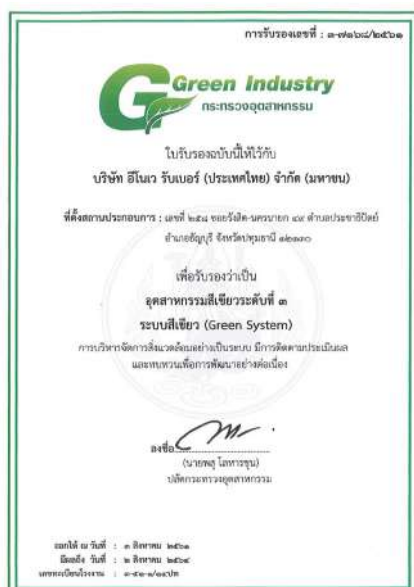 การรับรองเลขที่ : ๓-๗๑๖๘/๒๕๖๑
Green Industry
กระทรวงอุตสาหกรรม
ใบรับรองฉบับนี้ให้ไว้กับ
บริษัท อีโนเว รับเบอร์ (ประเทศไทย) จำกัด (มหาชน)
ที่ตั้งสถานประกอบการ : เลขที่ ๒๕๘ ซอยรังสิต-นครนายก ๔๙ ตำบลประชาธิปัตย์
อำเภอธัญบุรี จังหวัดปทุมธานี ๑๒๑๓๐
เพื่อรับรองว่าเป็น
อุตสาหกรรมสีเขียวระดับที่ ๓
ระบบสีเขียว (Green System)
การบริหารจัดการสิ่งแวดล้อมอย่างเป็นระบบ มีการติดตามประเมินผล
และทบทวนเพื่อการพัฒนาอย่างต่อเนื่อง
ลงชื่อ
(นายพสุ โลหารชุน)
ปลัดกระทรวงอุตสาหกรรม
ออกให้ ณ วันที่ : ๓ สิงหาคม ๒๕๖๑
มีผลถึง วันที่ : ๒ สิงหาคม ๒๕๖๔
เลขทะเบียนโรงงาน :